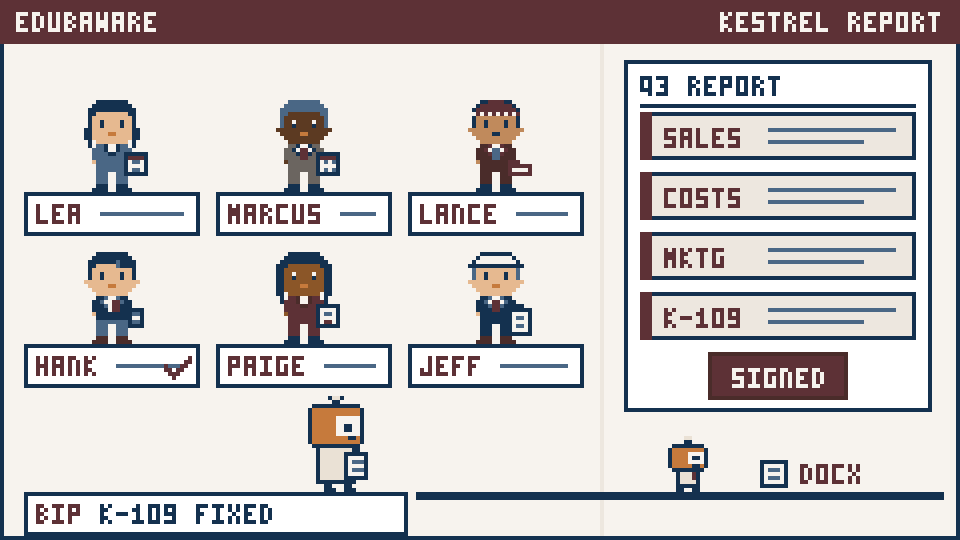 EDUBAWARE
KESTREL REPORT
Q3 REPORT
SALES
COSTS
MKTG
K-109
SIGNED
LEA
MARCUS
LANCE
HANK
PAIGE
JEFF
DOCX
BIP K-109 FIXED